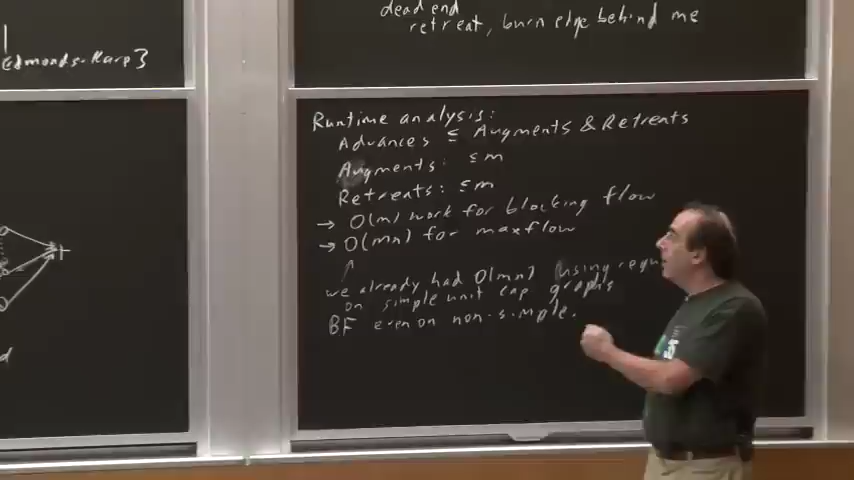 Edmonds-Karp}
t
d
dead end
retreat, burn edge behind me
Runtime analysis:
Advances ≤ Augments & Retreats
Augments: ≤m
Retreats: ≤m
→ O(m) work for blocking flow
→ O(mn) for maxflow
↑
we already had O(mn) using regu
on simple unit cap graphs
BF even on non-simple.